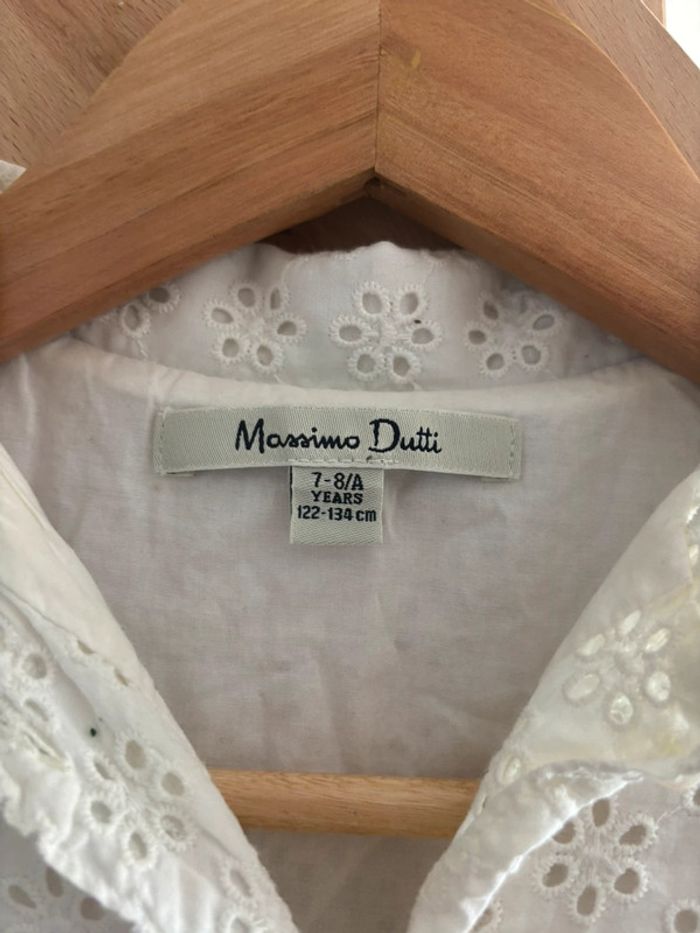 Massimo Dutti
7-8/A
YEARS
122-134 cm